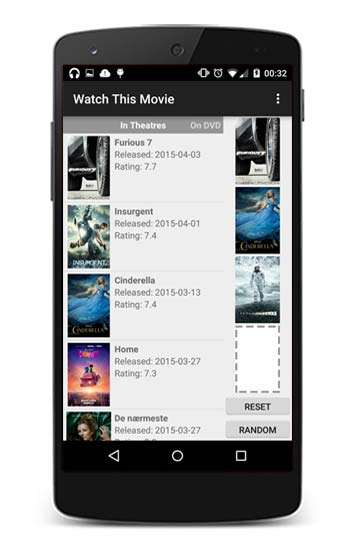 00:32
Watch This Movie
In Theatres
On DVD
Furious 7
Released: 2015-04-03
Rating: 7.7
Insurgent
Released: 2015-04-01
Rating: 7.4
INSURGENT
Cinderella
Released: 2015-03-13
Rating: 7.4
CINDERELLA
Home
Released: 2015-03-27
Rating: 7.3
De nærmeste
Released: 2015-03-27
CINDERELLA
RESET
RANDOM